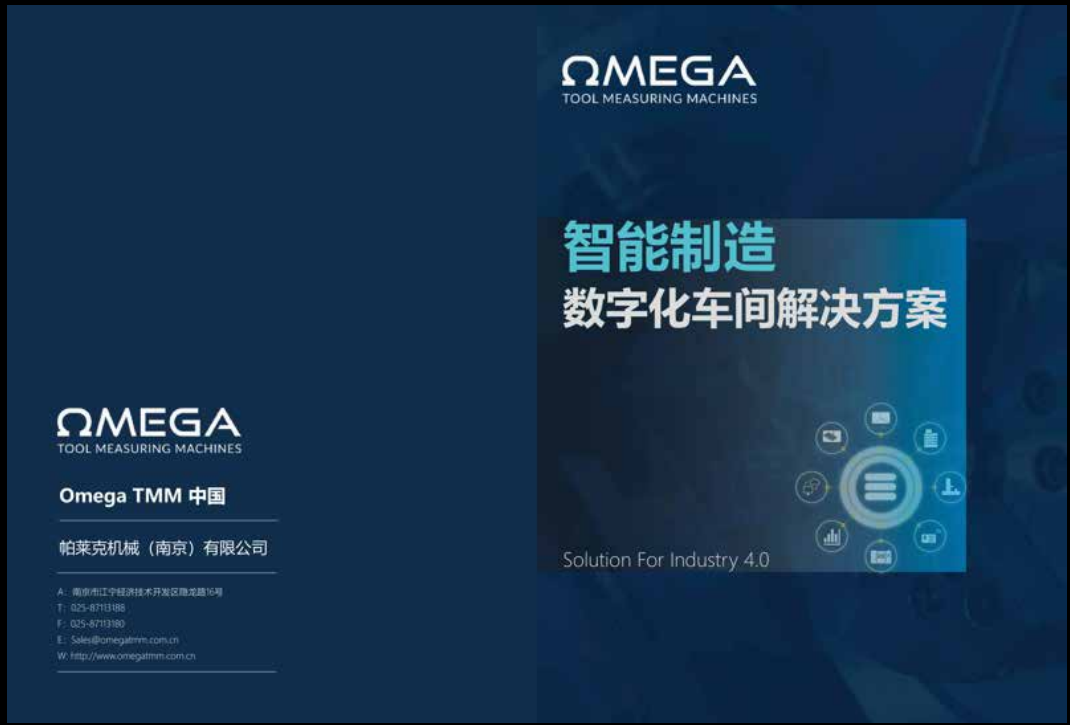 ΩMEGA
TOOL MEASURING MACHINES
智能制造
数字化车间解决方案
Solution For Industry 4.0
ΩMEGA
TOOL MEASURING MACHINES
Omega TMM 中国
帕莱克机械（南京）有限公司
A: 南京市江宁经济技术开发区隐龙路16号
T: 025-87113188
F: 025-87113180
E: Sales@omegatmm.com.cn
W: http://www.omegatmm.com.cn